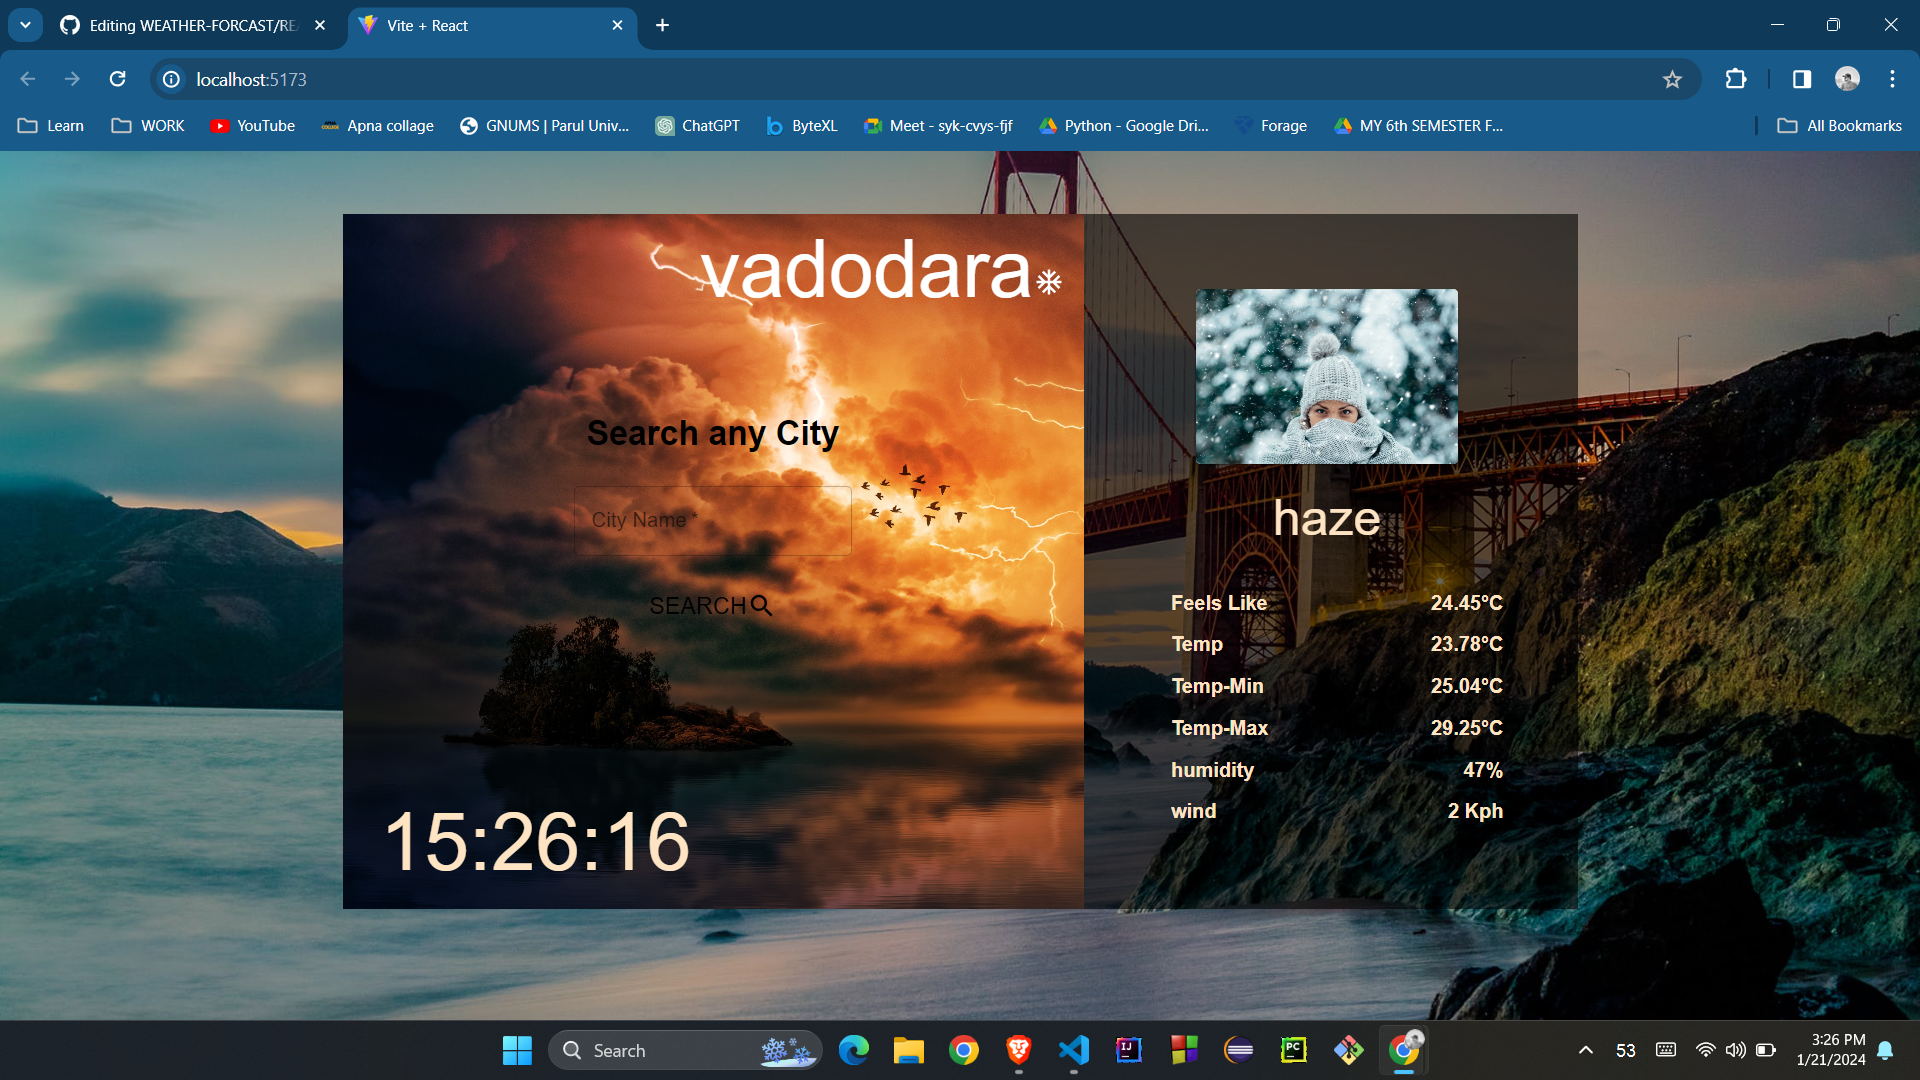 Editing WEATHER-FORCAST/RE
Vite + React
localhost:5173
Learn
WORK
YouTube
Apna collage
GNUMS | Parul Univ...
ChatGPT
ByteXL
Meet - syk-cvys-fjf
Python - Google Dri...
Forage
MY 6th SEMESTER F...
All Bookmarks
vadodara
Search any City
City Name *
SEARCH
15:26:16
haze
Feels Like 24.45°C
Temp 23.78°C
Temp-Min 25.04°C
Temp-Max 29.25°C
humidity 47%
wind 2 Kph
Search
53
3:26 PM
1/21/2024